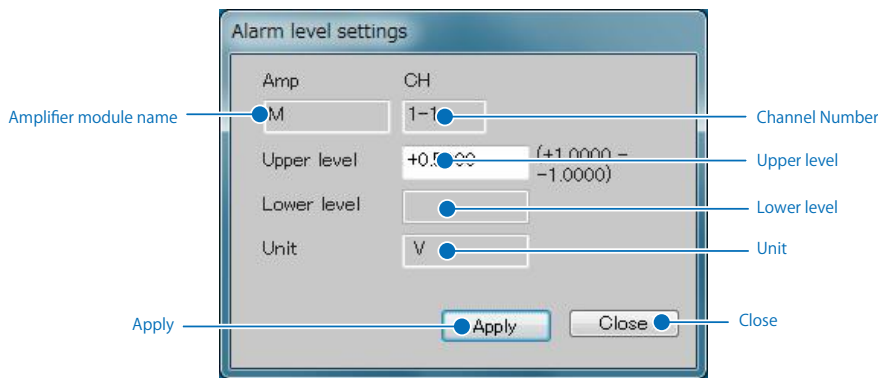 Alarm level settings
Amp CH
Amplifier module name M 1-1 Channel Number
Upper level (+1.0000 - Upper level
-1.0000)
Lower level Lower level
Unit V Unit
Apply Apply Close Close